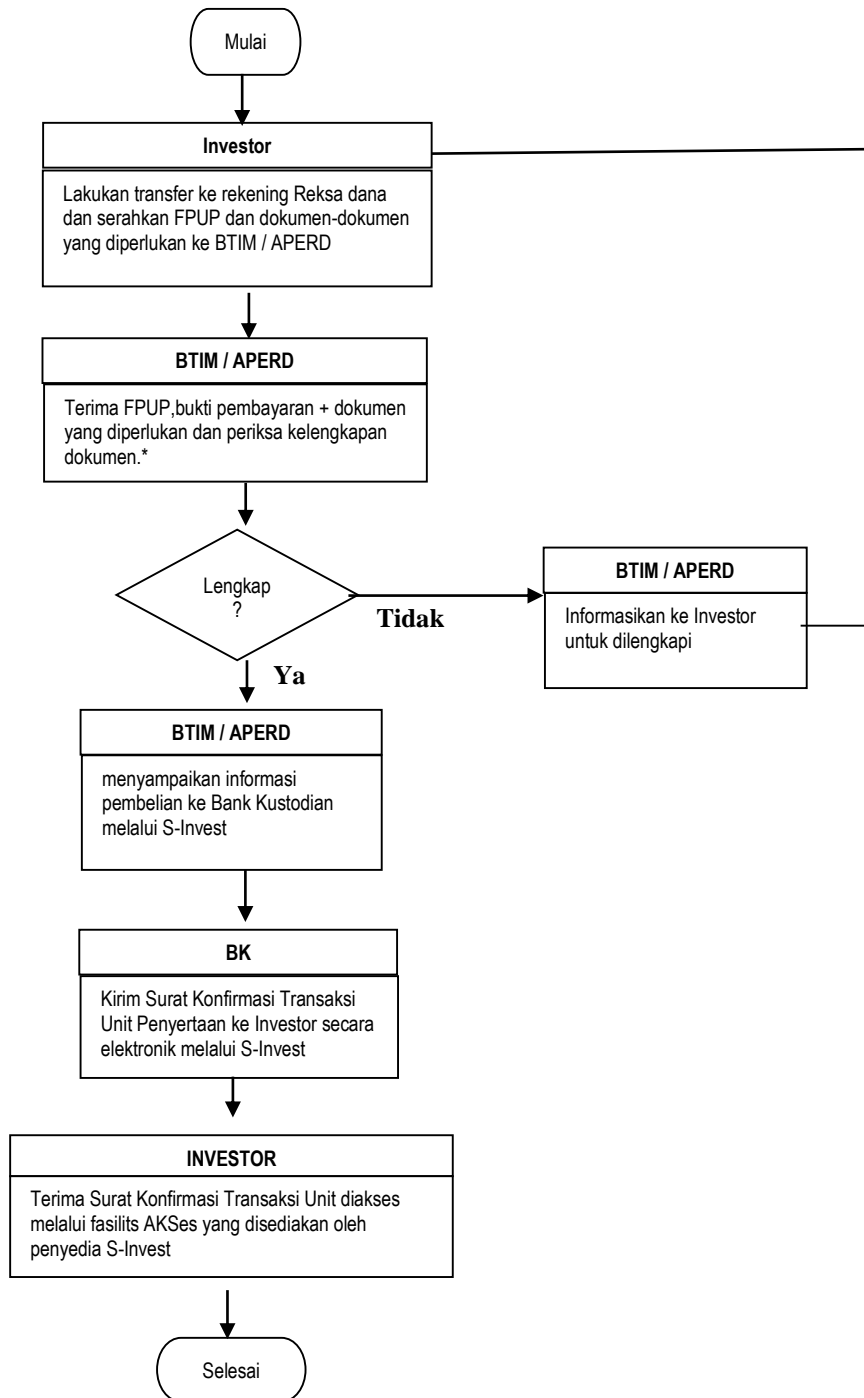 Mulai
Investor
Lakukan transfer ke rekening Reksa dana
dan serahkan FPUP dan dokumen-dokumen
yang diperlukan ke BTIM / APERD
BTIM / APERD
Terima FPUP,bukti pembayaran + dokumen
yang diperlukan dan periksa kelengkapan
dokumen.*
Lengkap
?
Tidak
BTIM / APERD
Informasikan ke Investor
untuk dilengkapi
Ya
BTIM / APERD
menyampaikan informasi
pembelian ke Bank Kustodian
melalui S-Invest
BK
Kirim Surat Konfirmasi Transaksi
Unit Penyertaan ke Investor secara
elektronik melalui S-Invest
INVESTOR
Terima Surat Konfirmasi Transaksi Unit diakses
melalui fasilits AKSes yang disediakan oleh
penyedia S-Invest
Selesai